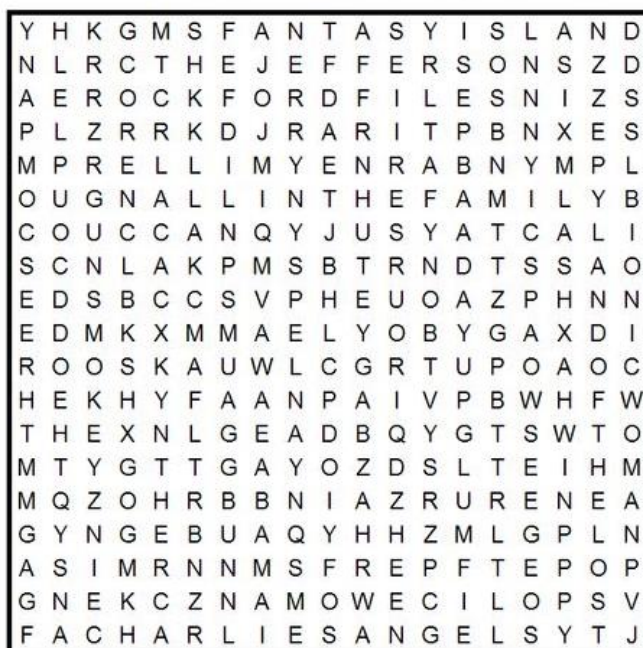 Y H K G M S F A N T A S Y I S L A N D
N L R C T H E J E F F E R S O N S Z D
A E R O C K F O R D F I L E S N I Z S
P L Z R R K D J R A R I T P B N X E S
M P R E L L I M Y E N R A B N Y M P L
O U G N A L L I N T H E F A M I L Y B
C O U C C A N Q Y J U S Y A T C A L I
S C N L A K P M S B T R N D T S S A O
E D S B C C S V P H E U O A Z P H N N
E D M K X M M A E L Y O B Y G A X D I
R O O S K A U W L C G R T U P O A O C
H E K H Y F A A N P A I V P B W H F W
T H E X N L G E A D B Q Y G T S W T O
M T Y G T T G A Y O Z D S L T E I H M
M Q Z O H R B B N I A Z R U R E N E A
G Y N G E B U A Q Y H H Z M L G P L N
A S I M R N N M S F R E P F T E P O P
G N E K C Z N A M O W E C I L O P S V
F A C H A R L I E S A N G E L S Y T J